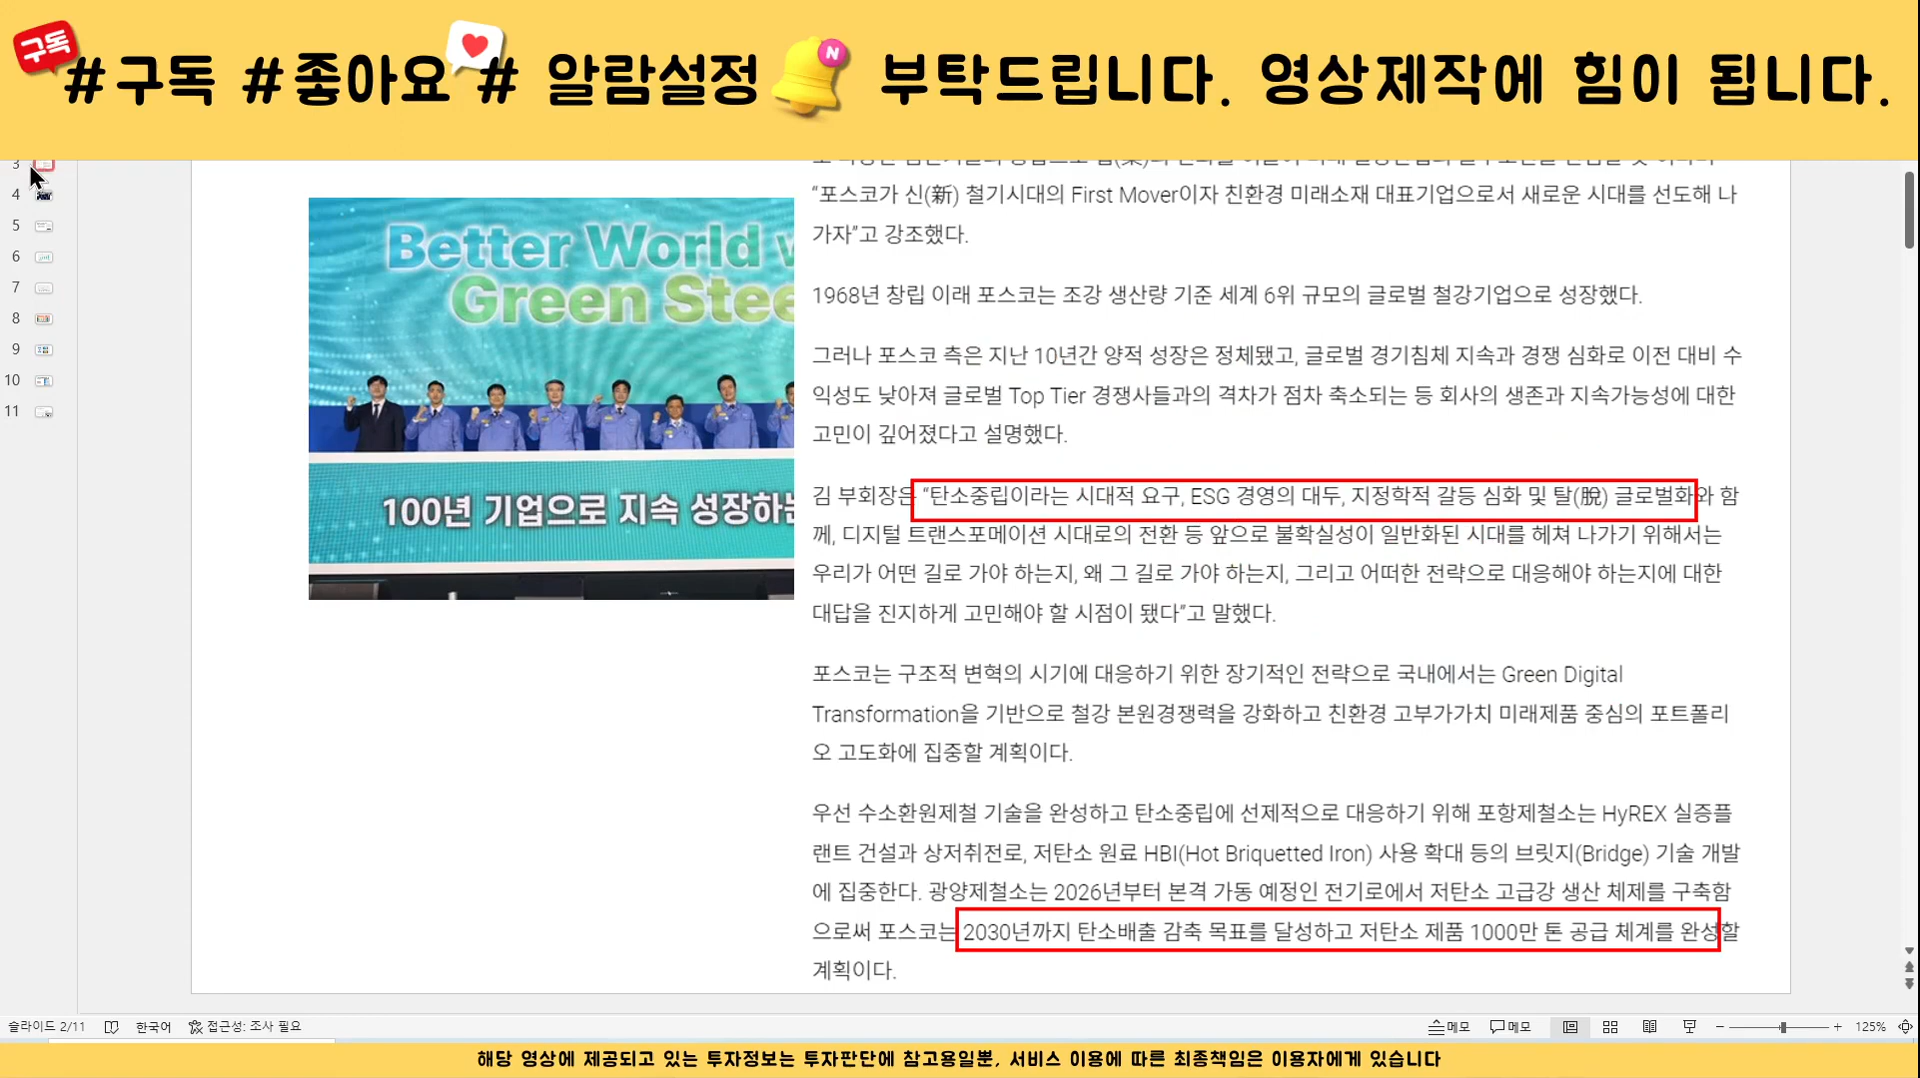 구독
#구독 #좋아요 # 알람설정 N 부탁드립니다. 영상제작에 힘이 됩니다.
3
4
5
6
7
8
9
10
11
Better World w
Green Stee
100년 기업으로 지속 성장하는
“포스코가 신(新) 철기시대의 First Mover이자 친환경 미래소재 대표기업으로서 새로운 시대를 선도해 나
가자”고 강조했다.
1968년 창립 이래 포스코는 조강 생산량 기준 세계 6위 규모의 글로벌 철강기업으로 성장했다.
그러나 포스코 측은 지난 10년간 양적 성장은 정체됐고, 글로벌 경기침체 지속과 경쟁 심화로 이전 대비 수
익성도 낮아져 글로벌 Top Tier 경쟁사들과의 격차가 점차 축소되는 등 회사의 생존과 지속가능성에 대한
고민이 깊어졌다고 설명했다.
김 부회장은 “탄소중립이라는 시대적 요구, ESG 경영의 대두, 지정학적 갈등 심화 및 탈(脫) 글로벌화와 함
께, 디지털 트랜스포메이션 시대로의 전환 등 앞으로 불확실성이 일반화된 시대를 헤쳐 나가기 위해서는
우리가 어떤 길로 가야 하는지, 왜 그 길로 가야 하는지, 그리고 어떠한 전략으로 대응해야 하는지에 대한
대답을 진지하게 고민해야 할 시점이 됐다”고 말했다.
포스코는 구조적 변혁의 시기에 대응하기 위한 장기적인 전략으로 국내에서는 Green Digital
Transformation을 기반으로 철강 본원경쟁력을 강화하고 친환경 고부가가치 미래제품 중심의 포트폴리
오 고도화에 집중할 계획이다.
우선 수소환원제철 기술을 완성하고 탄소중립에 선제적으로 대응하기 위해 포항제철소는 HyREX 실증플
랜트 건설과 상저취전로, 저탄소 원료 HBI(Hot Briquetted Iron) 사용 확대 등의 브릿지(Bridge) 기술 개발
에 집중한다. 광양제철소는 2026년부터 본격 가동 예정인 전기로에서 저탄소 고급강 생산 체제를 구축함
으로써 포스코는 2030년까지 탄소배출 감축 목표를 달성하고 저탄소 제품 1000만 톤 공급 체계를 완성할
계획이다.
슬라이드 2/11 한국어 접근성: 조사 필요 메모 메모 125%
해당 영상에 제공되고 있는 투자정보는 투자판단에 참고용일뿐, 서비스 이용에 따른 최종책임은 이용자에게 있습니다